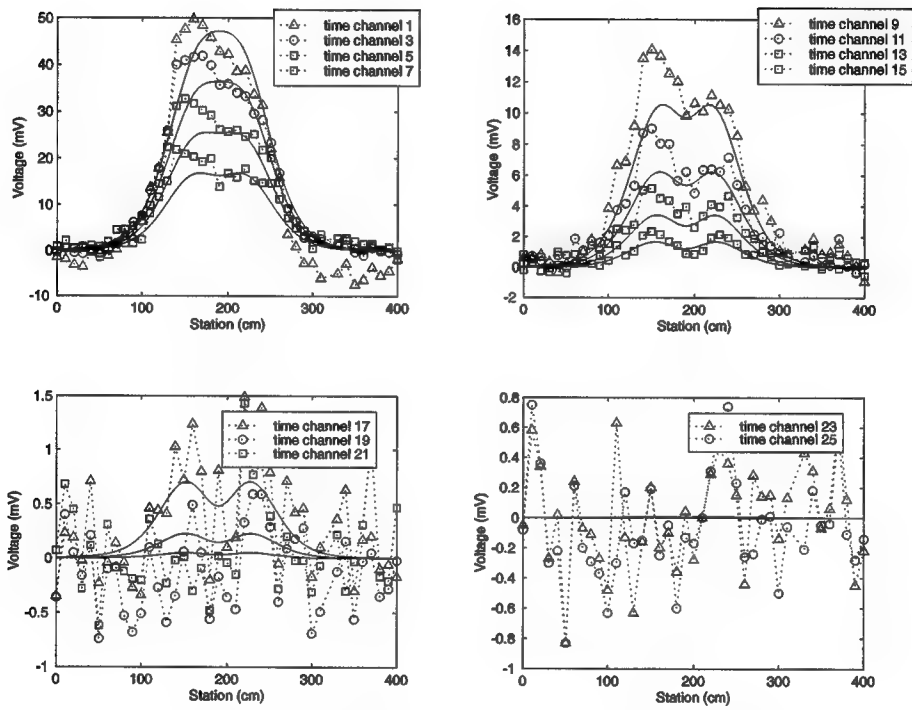 50
40
30
20
10
0
-10
Voltage (mV)
0 100 200 300 400
Station (cm)
time channel 1
time channel 3
time channel 5
time channel 7
16
14
12
10
8
6
4
2
0
-2
Voltage (mV)
0 100 200 300 400
Station (cm)
time channel 9
time channel 11
time channel 13
time channel 15
1.5
1
0.5
0
-0.5
-1
Voltage (mV)
0 100 200 300 400
Station (cm)
time channel 17
time channel 19
time channel 21
0.8
0.6
0.4
0.2
0
-0.2
-0.4
-0.6
-0.8
-1
Voltage (mV)
0 100 200 300 400
Station (cm)
time channel 23
time channel 25